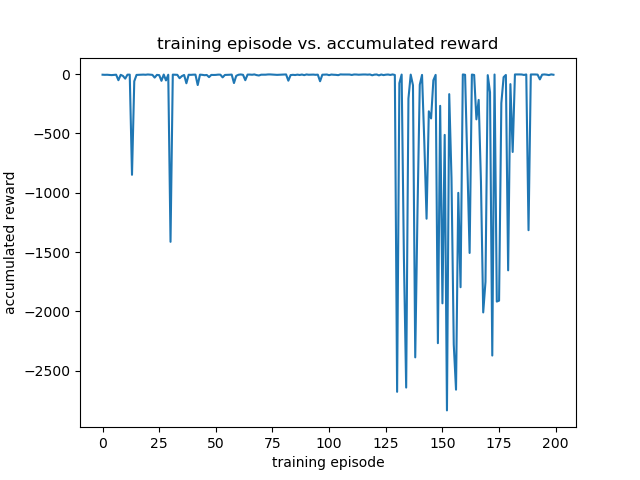 training episode vs. accumulated reward
0
−500
−1000
−1500
−2000
−2500
accumulated reward
0 25 50 75 100 125 150 175 200
training episode